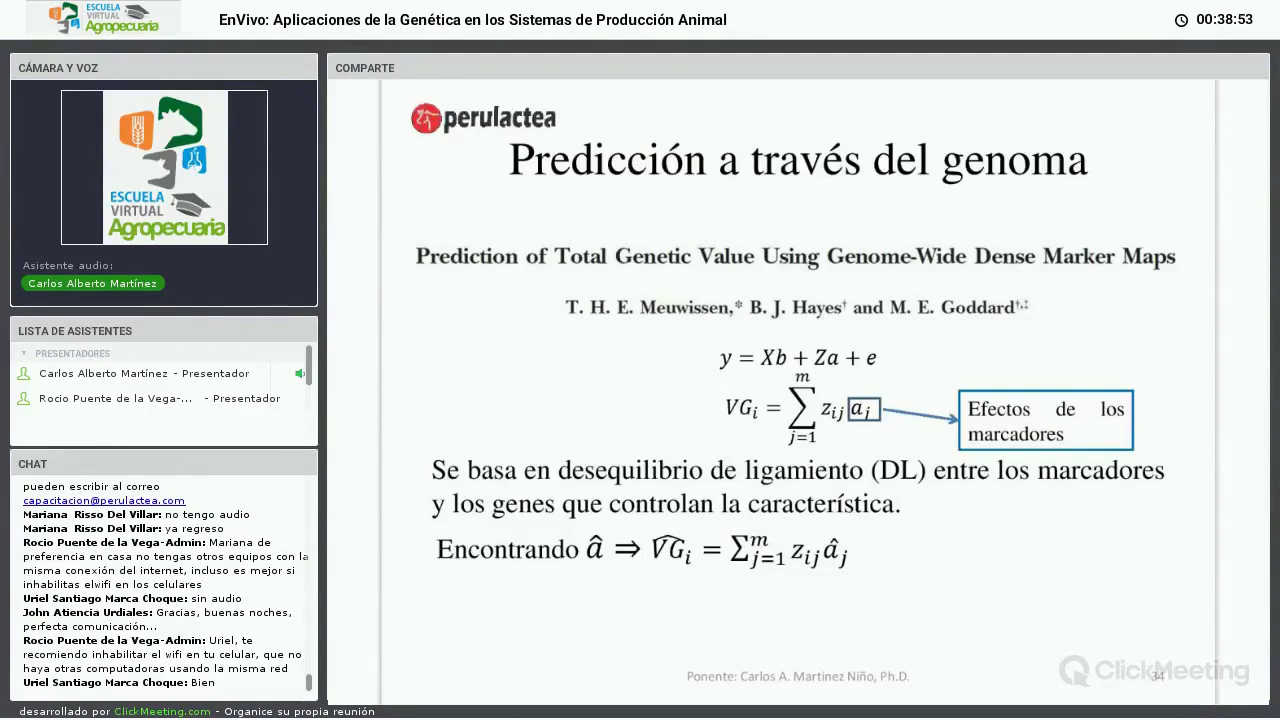 ESCUELA
VIRTUAL
Agropecuaria
EnVivo: Aplicaciones de la Genética en los Sistemas de Producción Animal
00:38:53
CÁMARA Y VOZ
ESCUELA
VIRTUAL
Agropecuaria
Asistente audio:
Carlos Alberto Martínez
LISTA DE ASISTENTES
PRESENTADORES
Carlos Alberto Martínez - Presentador
Rocio Puente de la Vega-... - Presentador
CHAT
pueden escribir al correo
capacitacion@perulactea.com
Mariana Risso Del Villar: no tengo audio
Mariana Risso Del Villar: ya regreso
Rocio Puente de la Vega-Admin: Mariana de
preferencia en casa no tengas otros equipos con la
misma conexión del internet, incluso es mejor si
inhabilitas elwifi en los celulares
Uriel Santiago Marca Choque: sin audio
John Atiencia Urdiales: Gracias, buenas noches,
perfecta comunicación...
Rocio Puente de la Vega-Admin: Uriel, te
recomiendo inhabilitar el wifi en tu celular, que no
haya otras computadoras usando la misma red
Uriel Santiago Marca Choque: Bien
desarrollado por ClickMeeting.com - Organice su propia reunión
COMPARTE
perulactea
Predicción a través del genoma
Prediction of Total Genetic Value Using Genome-Wide Dense Marker Maps
T. H. E. Meuwissen,* B. J. Hayes† and M. E. Goddard†,‡
y = Xb + Za + e
VG_i = ∑_{j=1}^{m} z_{ij} a_j
Efectos de los
marcadores
Se basa en desequilibrio de ligamiento (DL) entre los marcadores
y los genes que controlan la característica.
Encontrando â ⇒ \widehat{VG}_i = ∑_{j=1}^{m} z_{ij} â_j
Ponente: Carlos A. Martinez Niño, Ph.D.
34
ClickMeeting